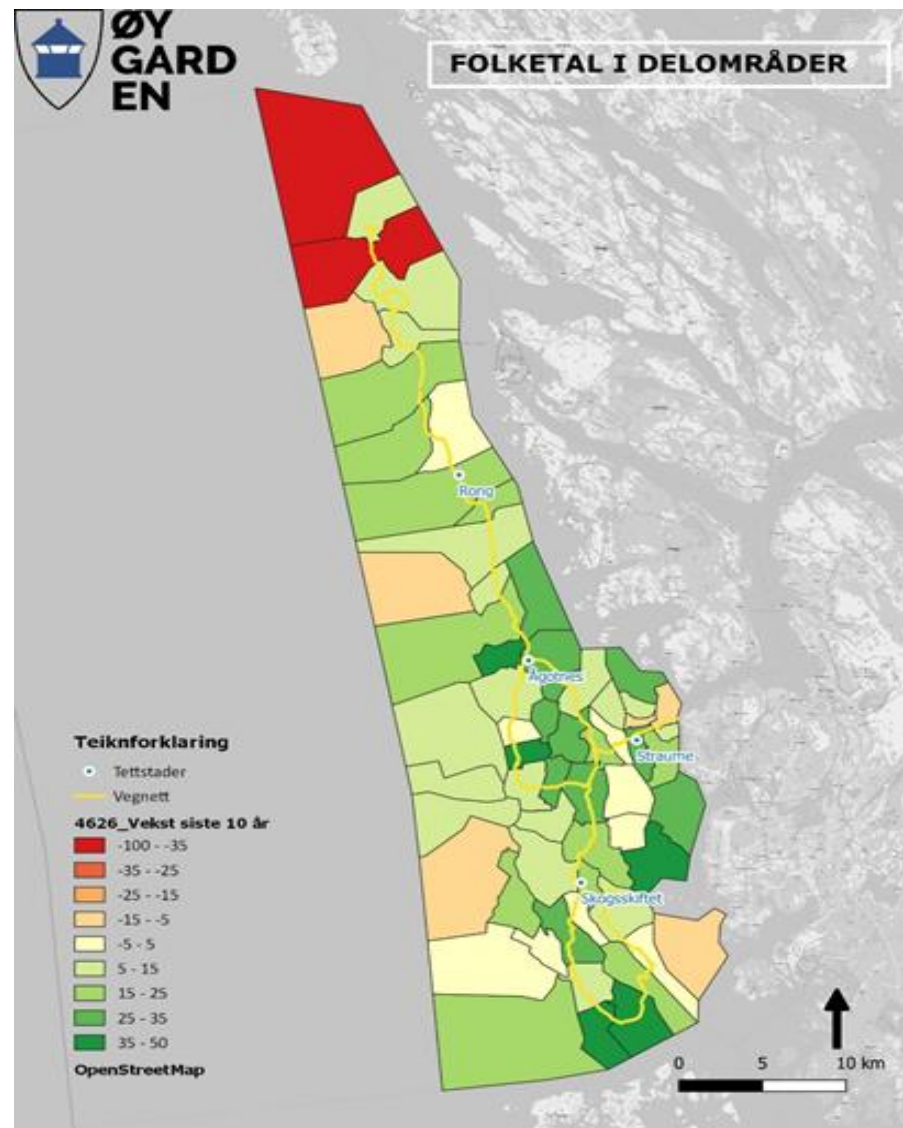 ØY
GARD
EN
FOLKETAL I DELOMRÅDER
Rong
Ågotnes
Straume
Skogsskiftet
Teiknforklaring
Tettstader
Vegnett
4626_Vekst siste 10 år
-100 - -35
-35 - -25
-25 - -15
-15 - -5
-5 - 5
5 - 15
15 - 25
25 - 35
35 - 50
OpenStreetMap
0 5 10 km